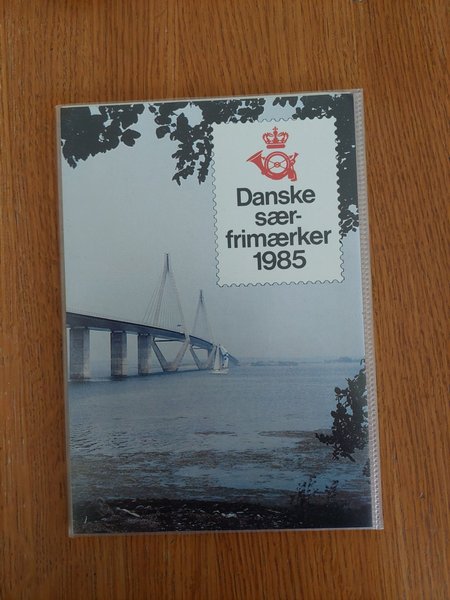 Danske
sær-
frimærker
1985